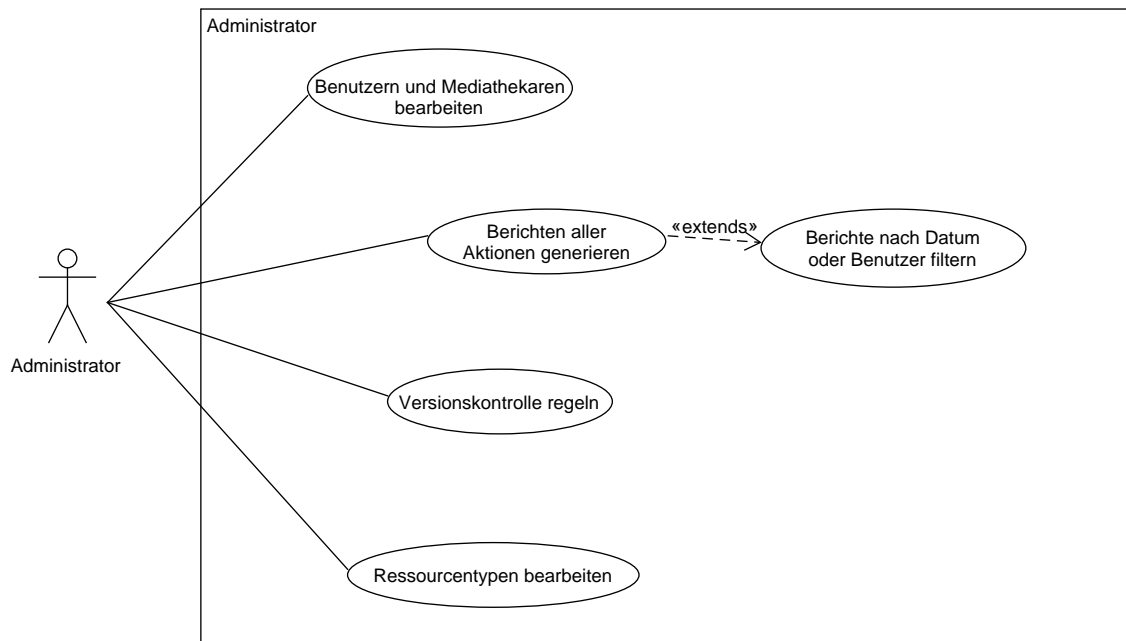 Administrator
Benutzern und Mediathekaren
bearbeiten
Berichten aller
Aktionen generieren
«extends»
Berichte nach Datum
oder Benutzer filtern
Administrator
Versionskontrolle regeln
Ressourcentypen bearbeiten